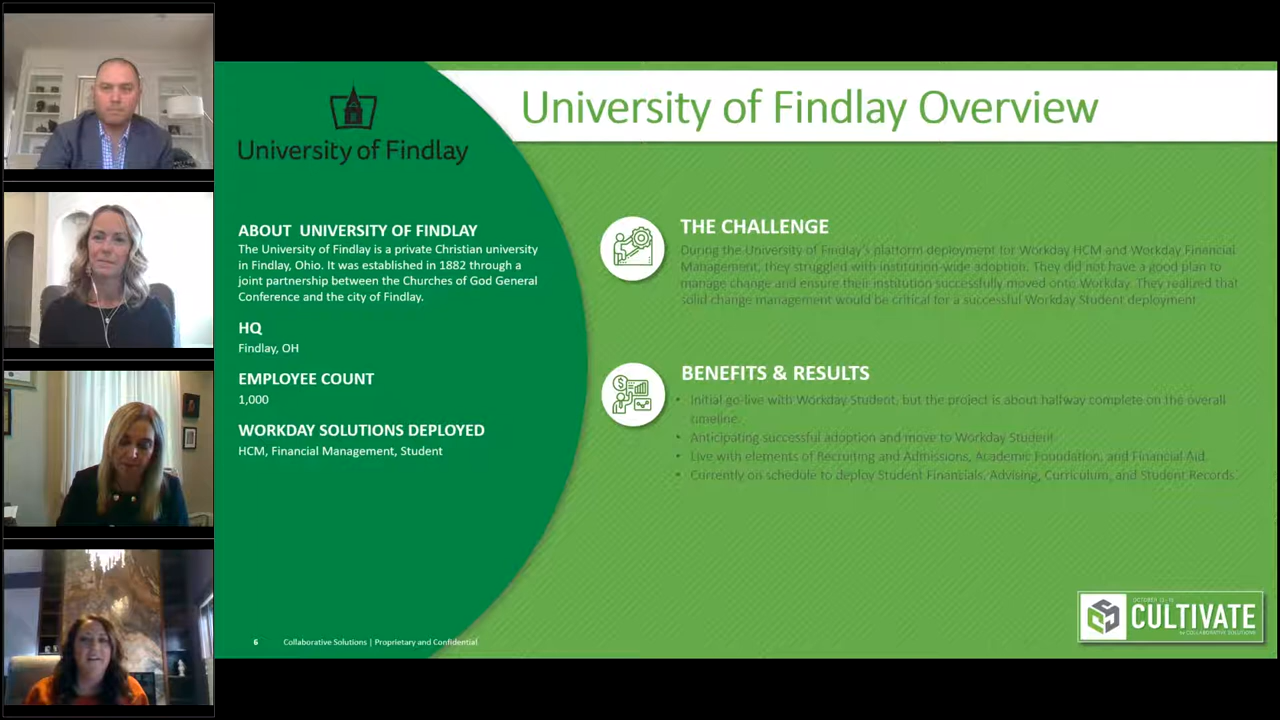 University of Findlay
University of Findlay Overview
ABOUT UNIVERSITY OF FINDLAY
The University of Findlay is a private Christian university
in Findlay, Ohio. It was established in 1882 through a
joint partnership between the Churches of God General
Conference and the city of Findlay.
HQ
Findlay, OH
EMPLOYEE COUNT
1,000
WORKDAY SOLUTIONS DEPLOYED
HCM, Financial Management, Student
THE CHALLENGE
During the University of Findlay's platform deployment for Workday HCM and Workday Financial
Management, they struggled with institution-wide adoption. They did not have a good plan to
manage change and ensure their institution successfully moved onto Workday. They realized that
solid change management would be critical for a successful Workday Student deployment.
BENEFITS & RESULTS
• Initial go-live with Workday Student, but the project is about halfway complete on the overall
timeline.
• Anticipating successful adoption and move to Workday Student
• Live with elements of Recruiting and Admissions, Academic Foundation, and Financial Aid.
• Currently on schedule to deploy Student Financials, Advising, Curriculum, and Student Records.
6 Collaborative Solutions | Proprietary and Confidential
CULTIVATE
by COLLABORATIVE SOLUTIONS